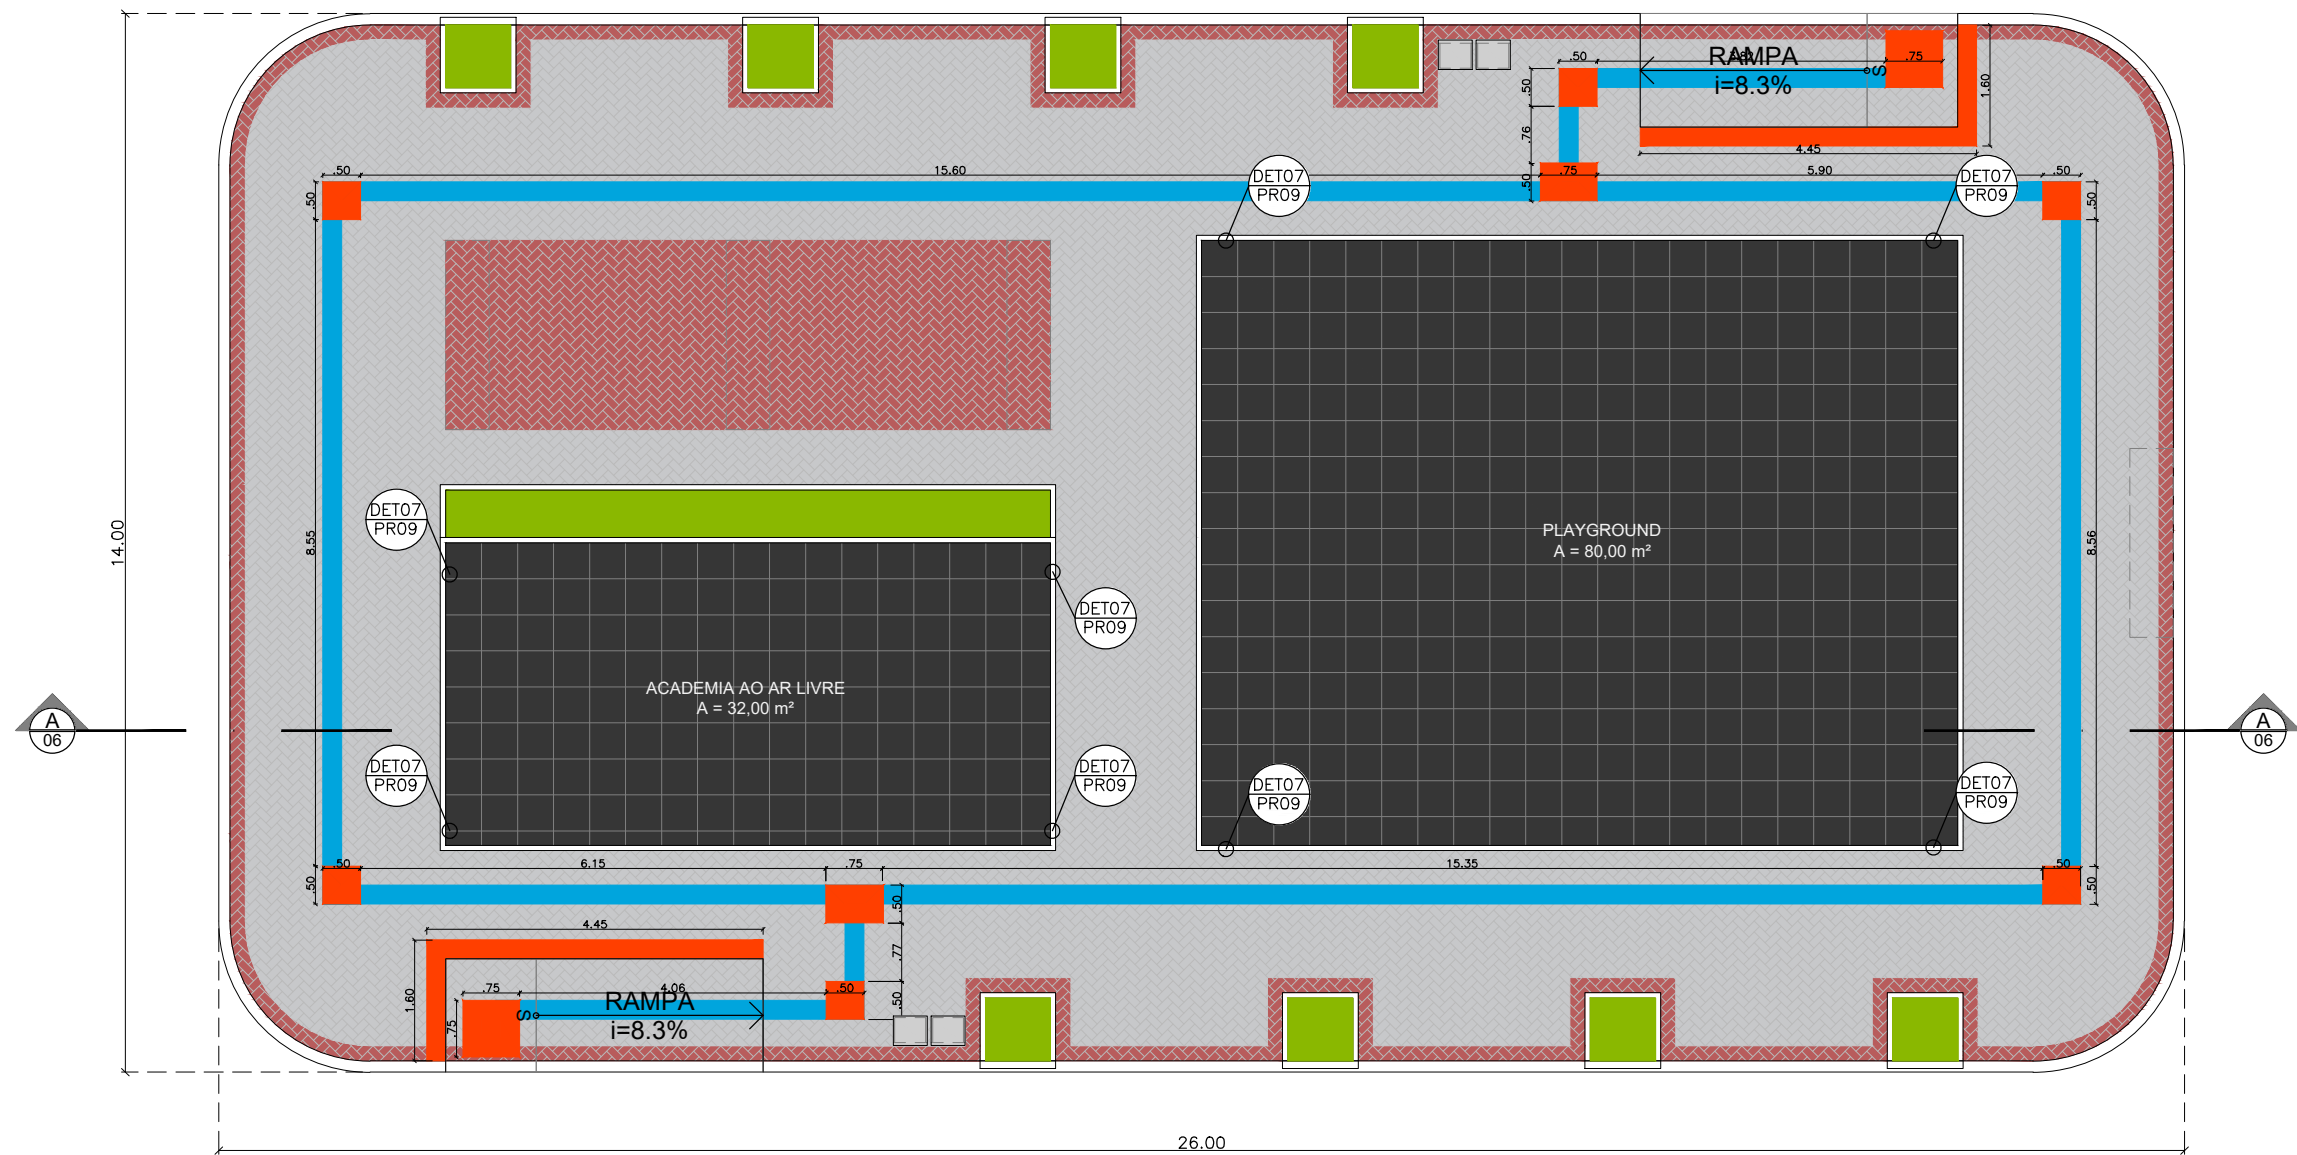 .50
RAMPA
.75
i=8.3%
.50
1.60
.76
4.45
.50
15.60
.75
5.90
.50
.50
.50
.50
DET07
PR09
DET07
PR09
14.00
8.55
DET07
PR09
PLAYGROUND
A = 80,00 m²
8.56
DET07
PR09
ACADEMIA AO AR LIVRE
A = 32,00 m²
A
06
A
06
DET07
PR09
DET07
PR09
DET07
PR09
DET07
PR09
.50
6.15
.75
15.35
.50
.50
.50
.50
4.45
.77
1.60
.75
4.06
.50
.75
S
RAMPA
i=8.3%
.50
S
26.00